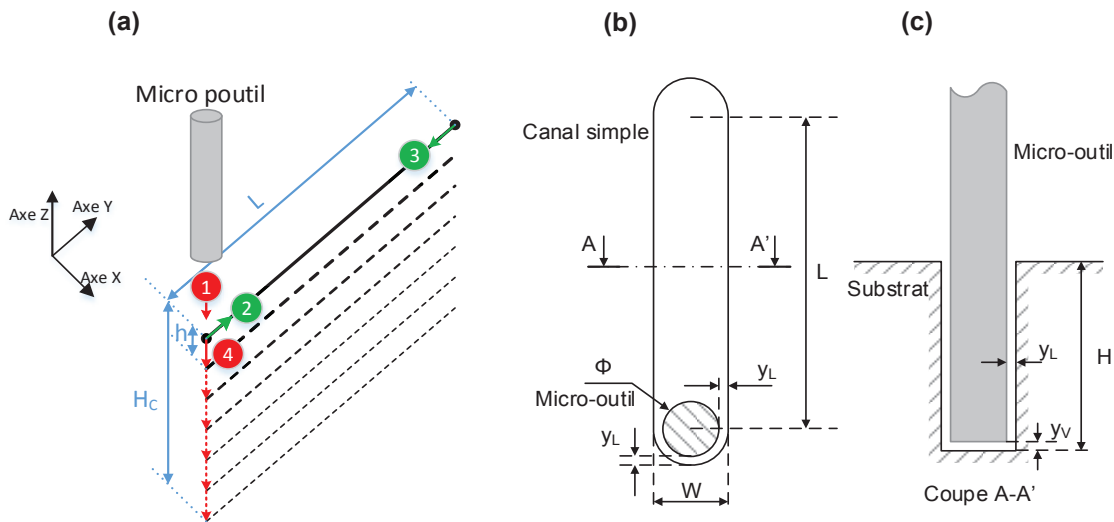 (a)
Micro poutil
L
3
Axe Z
Axe Y
Axe X
1
2
h
4
Hc
(b)
Canal simple
A
A’
L
Φ
Micro-outil
yL
yL
W
(c)
Micro-outil
Substrat
yL
H
yV
Coupe A-A’